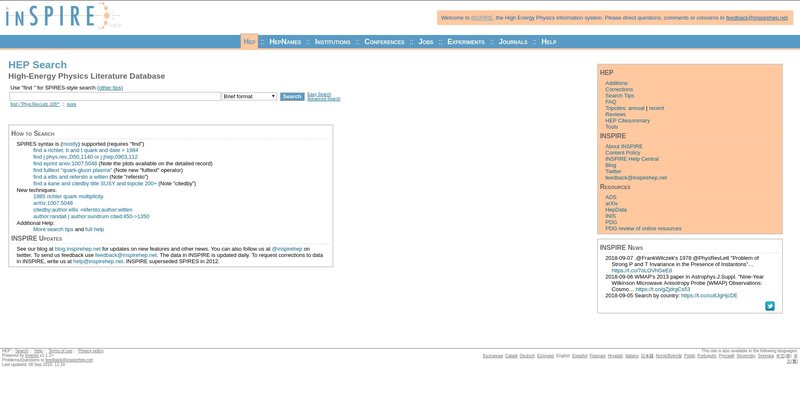 iNSPIRE HEP
Welcome to INSPIRE, the High Energy Physics information system. Please direct questions, comments or concerns to feedback@inspirehep.net.
Hep :: HepNames :: Institutions :: Conferences :: Jobs :: Experiments :: Journals :: Help
HEP Search
High-Energy Physics Literature Database
Use "find " for SPIRES-style search (other tips)
Brief format Search Easy Search
Advanced Search
find j "Phys.Rev.Lett.,105*" :: more
How to Search
SPIRES syntax is (mostly) supported (requires "find")
find a richter, b and t quark and date > 1984
find j phys.rev.,D50,1140 or j jhep,0903,112
find eprint arxiv:1007.5048 (Note the plots available on the detailed record)
find fulltext "quark-gluon plasma" (Note new "fulltext" operator)
find a ellis and refersto a witten (Note "refersto")
find a kane and citedby title SUSY and topcite 200+ (Note "citedby")
New techniques:
1985 richter quark multiplicity
arXiv:1007.5048
citedby:author:ellis -refersto:author:witten
author:randall | author:sundrum cited:450->1350
Additional Help:
More search tips and full help
INSPIRE Updates
See our blog at blog.inspirehep.net for updates on new features and other news. You can also follow us at @inspirehep on
twitter. To send us feedback use feedback@inspirehep.net. The data in INSPIRE is updated daily. To request corrections to data
in INSPIRE, write us at help@inspirehep.net. INSPIRE superseded SPIRES in 2012.
HEP
Additions
Corrections
Search Tips
FAQ
Topcites: annual | recent
Reviews
HEP Citesummary
Tools
INSPIRE
About INSPIRE
Content Policy
INSPIRE Help Central
Blog
Twitter
feedback@inspirehep.net
Resources
ADS
arXiv
HepData
INIS
PDG
PDG review of online resources
INSPIRE News
2018-09-07 .@FrankWilczek's 1978 @PhysRevLett "Problem of
Strong P and T Invariance in the Presence of Instantons"...
https://t.co/7oLOVhGeEd
2018-09-06 WMAP's 2013 paper in Astrophys.J.Suppl. "Nine-Year
Wilkinson Microwave Anisotropy Probe (WMAP) Observations:
Cosmo... https://t.co/gZjdrgCs53
2018-09-05 Search by country: https://t.co/cu6JgHjcDE
HEP :: Search :: Help :: Terms of use :: Privacy policy
Powered by Invenio v1.1.2+
Problems/Questions to feedback@inspirehep.net
Last updated: 08 Sep 2018, 11:19
This site is also available in the following languages:
Български Català Deutsch Ελληνικά English Español Français Hrvatski Italiano 日本語 Norsk/Bokmål Polski Português Русский Slovensky Svenska 中文(简) 中
文(繁)